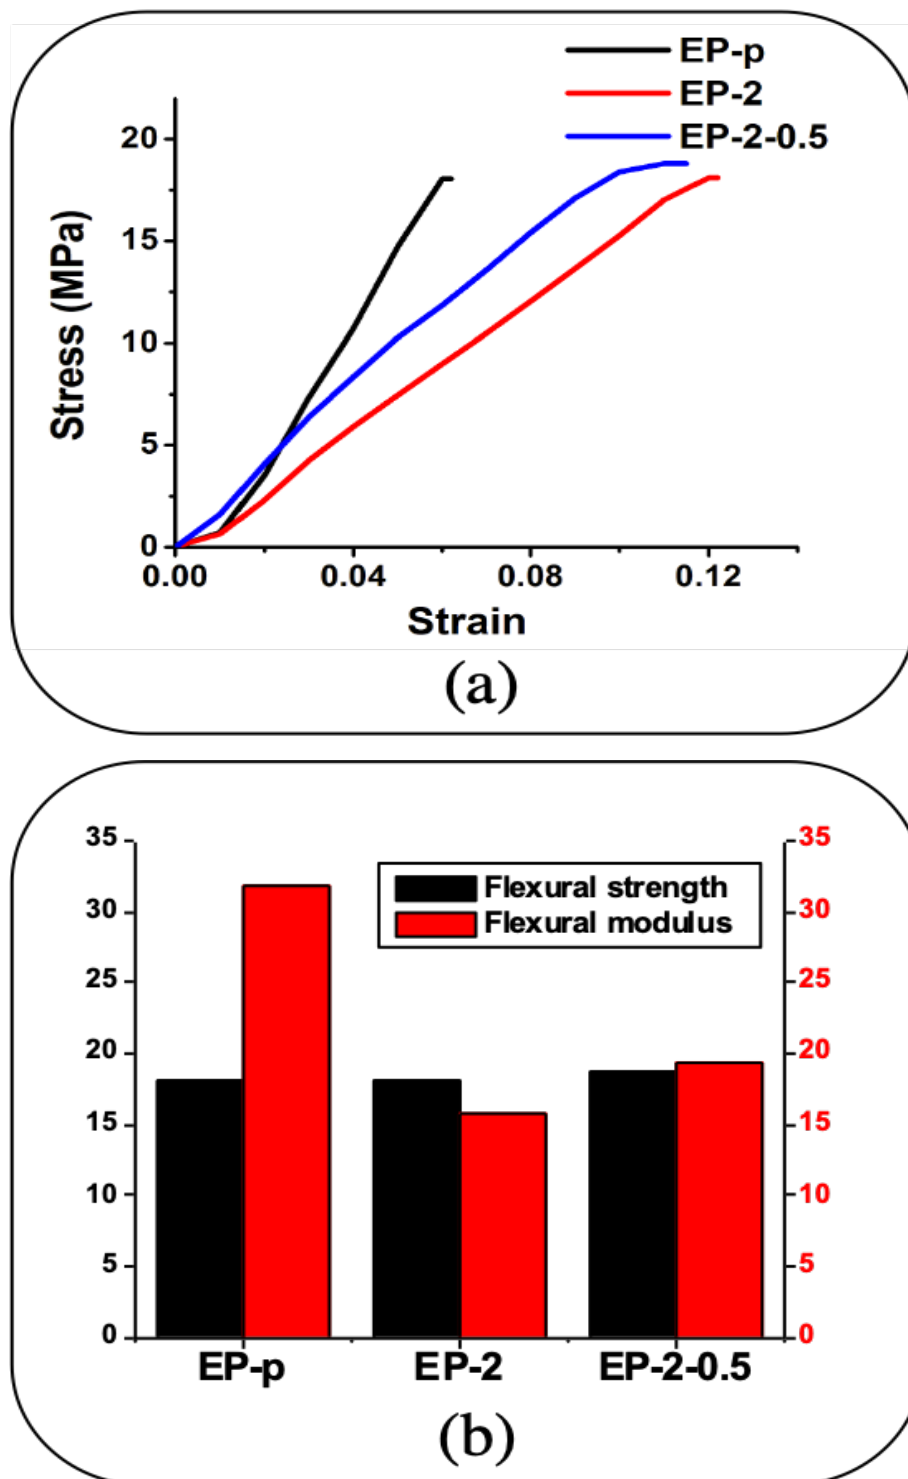 EP-p
EP-2
EP-2-0.5
20
15
10
5
0
Stress (MPa)
0.00 0.04 0.08 0.12
Strain
(a)
35 35
Flexural strength
30 30
Flexural modulus
25 25
20 20
15 15
10 10
5 5
0 0
EP-p EP-2 EP-2-0.5
(b)